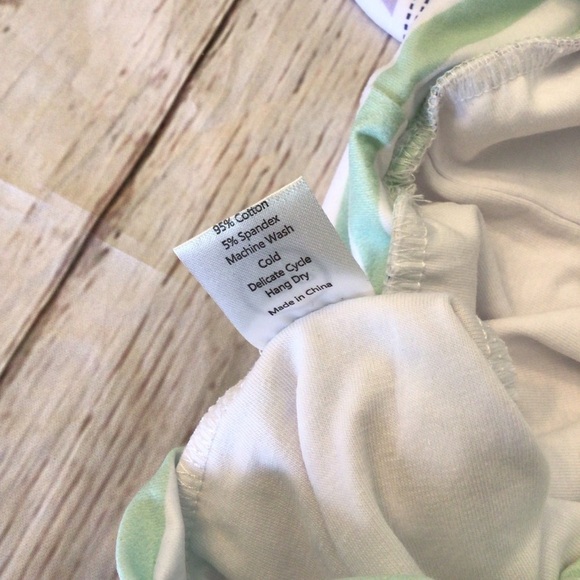 95% Cotton
5% Spandex
Machine Wash
Cold
Delicate Cycle
Hang Dry
Made in China